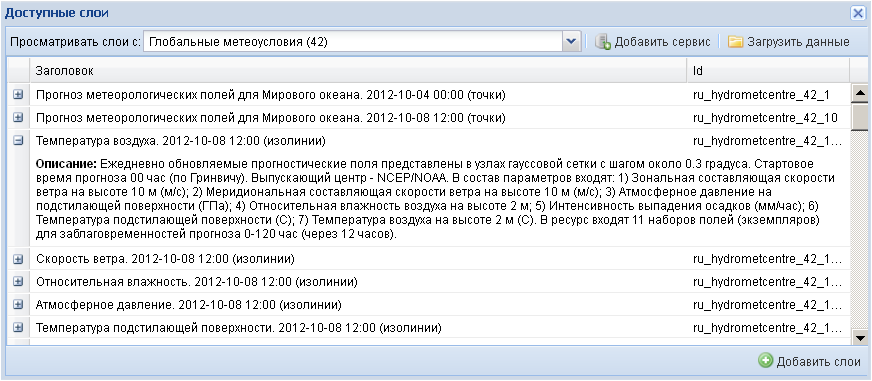 Доступные слои
Просматривать слои с: Глобальные метеоусловия (42) Добавить сервис Загрузить данные
Заголовок Id
Прогноз метеорологических полей для Мирового океана. 2012-10-04 00:00 (точки) ru_hydrometcentre_42_1
Прогноз метеорологических полей для Мирового океана. 2012-10-08 12:00 (точки) ru_hydrometcentre_42_10
Температура воздуха. 2012-10-08 12:00 (изолинии) ru_hydrometcentre_42_1...
Описание: Ежедневно обновляемые прогностические поля представлены в узлах гауссовой сетки с шагом около 0.3 градуса. Стартовое
время прогноза 00 час (по Гринвичу). Выпускающий центр - NCEP/NOAA. В состав параметров входят: 1) Зональная составляющая скорости
ветра на высоте 10 м (м/с); 2) Меридиональная составляющая скорости ветра на высоте 10 м (м/с); 3) Атмосферное давление на
подстилающей поверхности (ГПа); 4) Относительная влажность воздуха на высоте 2 м; 5) Интенсивность выпадения осадков (мм/час); 6)
Температура подстилающей поверхности (С); 7) Температура воздуха на высоте 2 м (С). В ресурс входят 11 наборов полей (экземпляров)
для заблаговременностей прогноза 0-120 час (через 12 часов).
Скорость ветра. 2012-10-08 12:00 (изолинии) ru_hydrometcentre_42_1...
Относительная влажность. 2012-10-08 12:00 (изолинии) ru_hydrometcentre_42_1...
Атмосферное давление. 2012-10-08 12:00 (изолинии) ru_hydrometcentre_42_1...
Температура подстилающей поверхности. 2012-10-08 12:00 (изолинии) ru_hydrometcentre_42_1...
Добавить слои